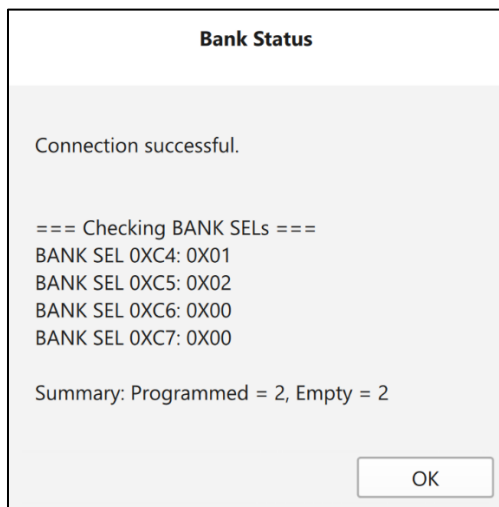 Bank Status
Connection successful.
=== Checking BANK SELs ===
BANK SEL 0XC4: 0X01
BANK SEL 0XC5: 0X02
BANK SEL 0XC6: 0X00
BANK SEL 0XC7: 0X00
Summary: Programmed = 2, Empty = 2
OK